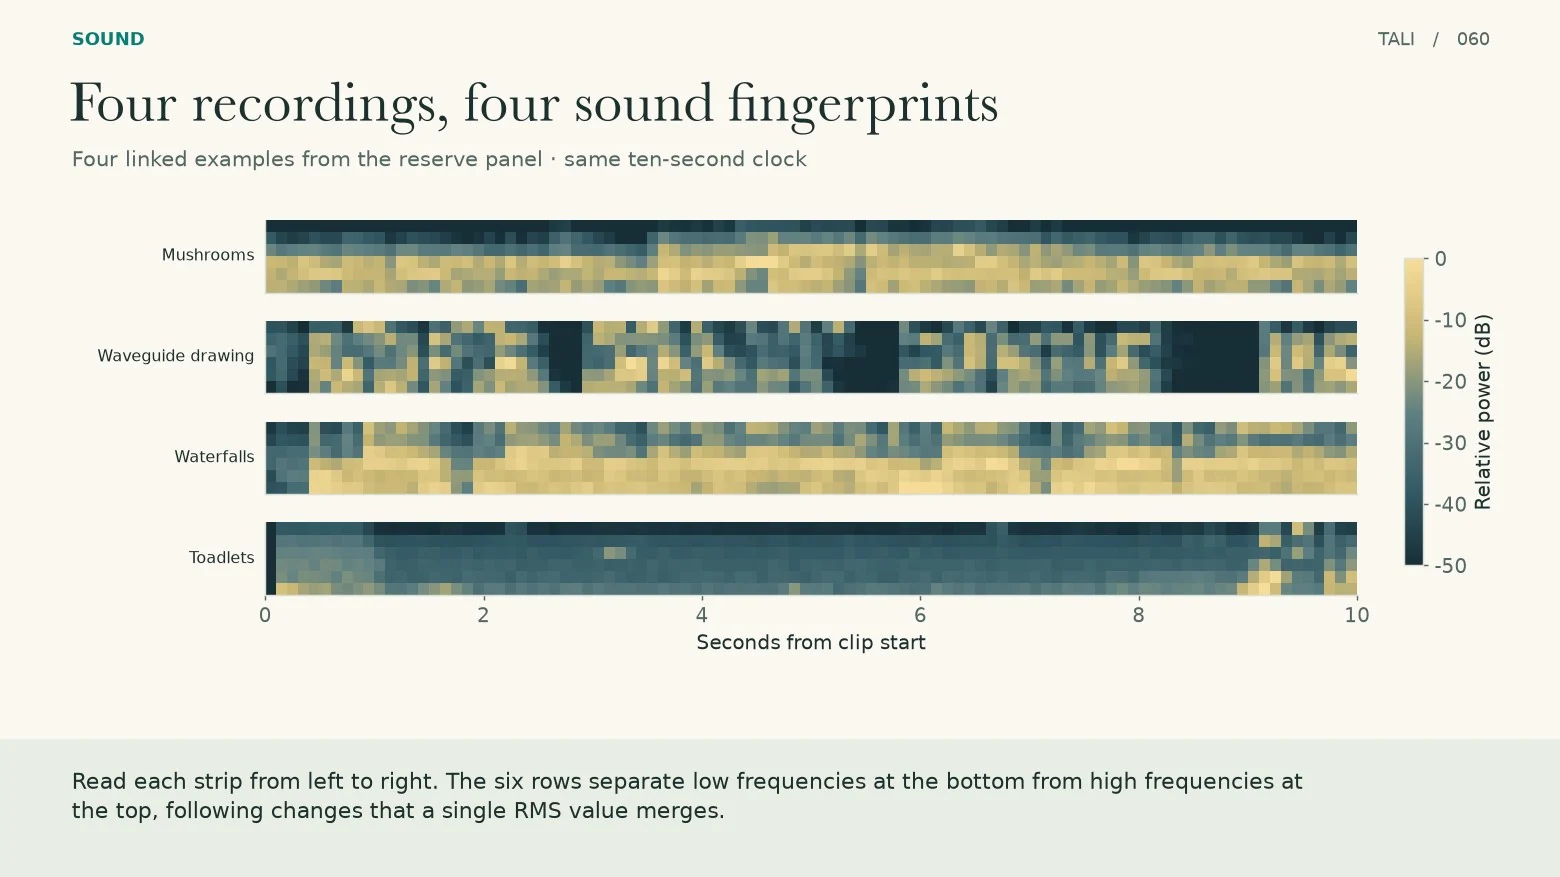 SOUND
TALI / 060
Four recordings, four sound fingerprints
Four linked examples from the reserve panel · same ten-second clock
Mushrooms
Waveguide drawing
Waterfalls
Toadlets
0 2 4 6 8 10
Seconds from clip start
0
-10
-20
-30
-40
-50
Relative power (dB)
Read each strip from left to right. The six rows separate low frequencies at the bottom from high frequencies at
the top, following changes that a single RMS value merges.